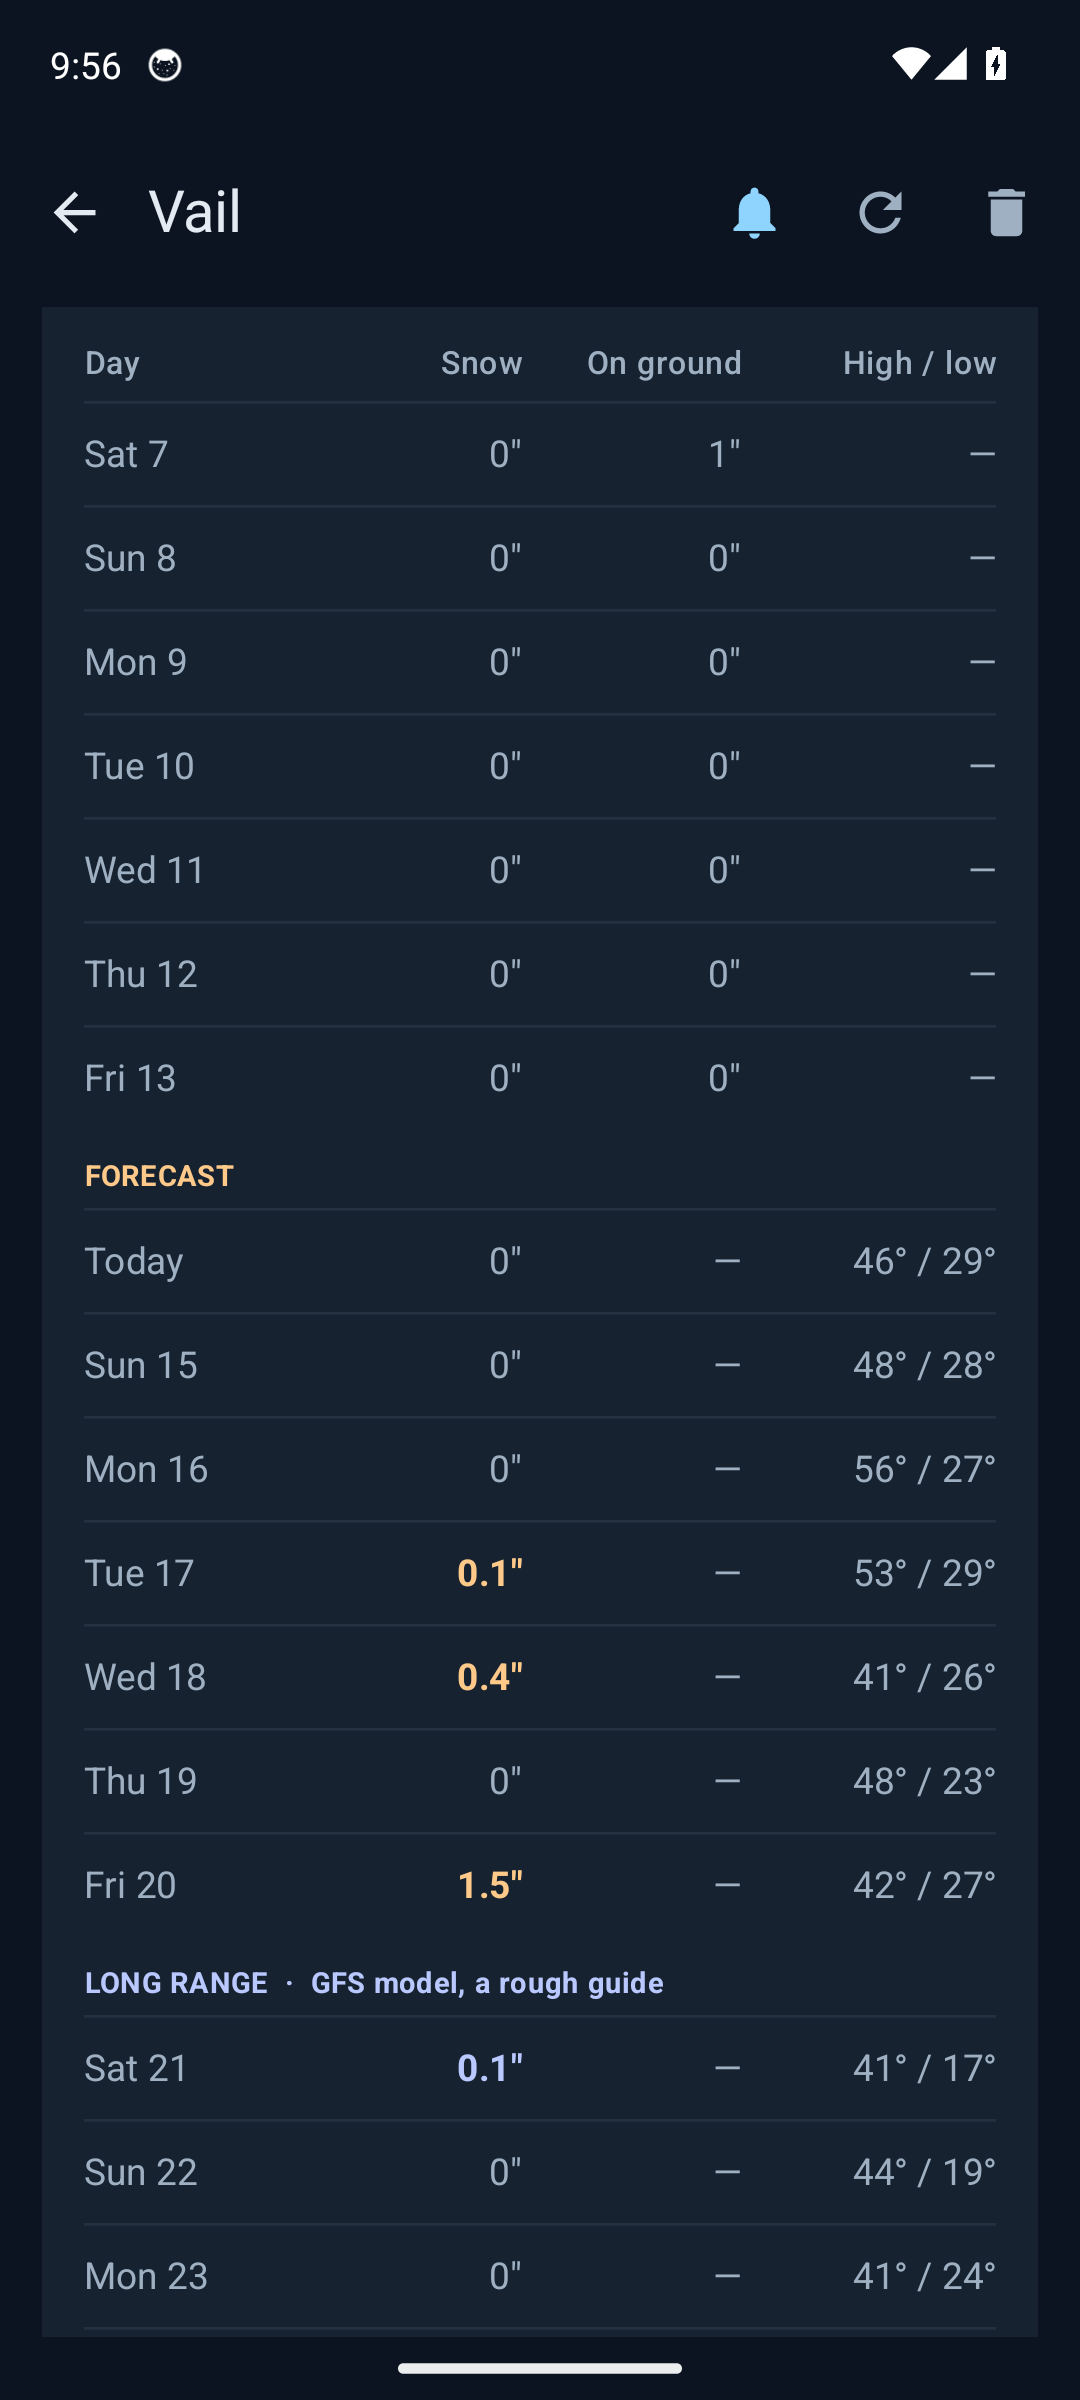 9:56
Vail
Day Snow On ground High / low
Sat 7 0" 1" —
Sun 8 0" 0" —
Mon 9 0" 0" —
Tue 10 0" 0" —
Wed 11 0" 0" —
Thu 12 0" 0" —
Fri 13 0" 0" —
FORECAST
Today 0" — 46° / 29°
Sun 15 0" — 48° / 28°
Mon 16 0" — 56° / 27°
Tue 17 0.1" — 53° / 29°
Wed 18 0.4" — 41° / 26°
Thu 19 0" — 48° / 23°
Fri 20 1.5" — 42° / 27°
LONG RANGE · GFS model, a rough guide
Sat 21 0.1" — 41° / 17°
Sun 22 0" — 44° / 19°
Mon 23 0" — 41° / 24°